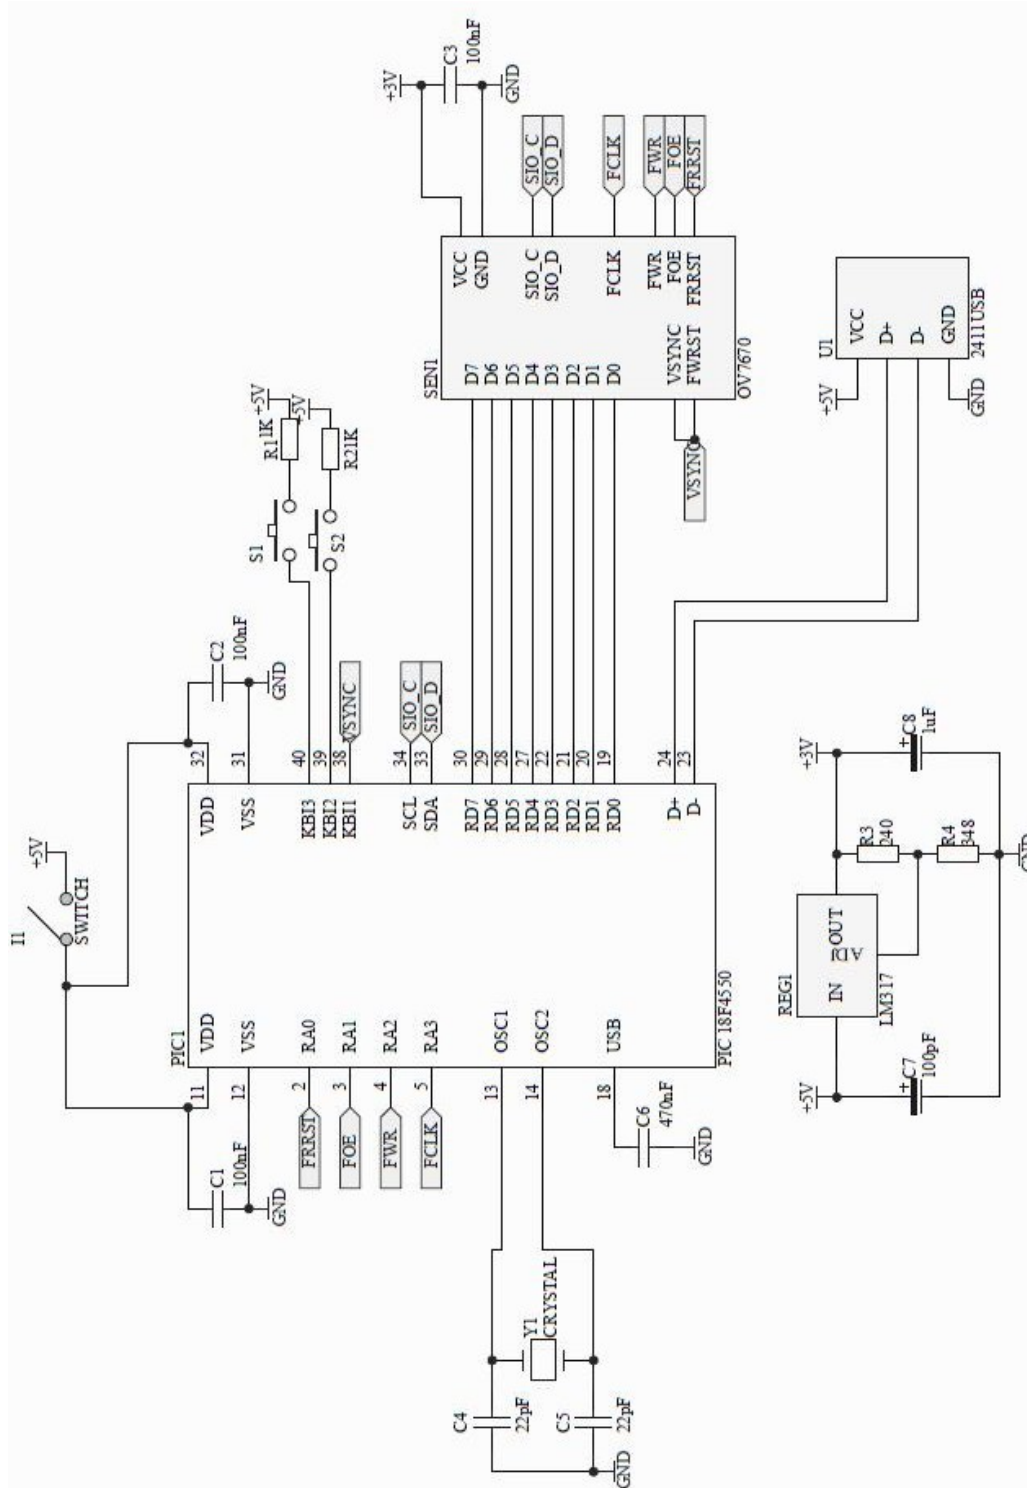 I1
SWITCH
+5V
PIC1
PIC 18F4550
11
VDD
12
VSS
2
RA0
3
RA1
4
RA2
5
RA3
13
OSC1
14
OSC2
18
USB
VDD
32
VSS
31
KBI3
40
KBI2
39
KBI1
38
SCL
34
SDA
33
RD7
30
RD6
29
RD5
28
RD4
27
RD3
22
RD2
21
RD1
20
RD0
19
D+
24
D-
23
C1
100nF
GND
FRRST
FOE
FWR
FCLK
C4
22pF
C5
22pF
GND
Y1
CRYSTAL
C6
470nF
GND
C2
100nF
GND
S1
R1
1K
+5V
S2
R2
1K
+5V
VSYNC
SIO_C
SIO_D
SEN1
OV7670
D7
D6
D5
D4
D3
D2
D1
D0
VSYNC
FWRST
VCC
GND
SIO_C
SIO_D
FCLK
FWR
FOE
FRRST
VSYNC
+3V
C3
100nF
GND
SIO_C
SIO_D
FCLK
FWR
FOE
FRRST
U1
2411USB
VCC
D+
D-
GND
+5V
GND
REG1
LM317
IN
OUT
ADJ
+5V
C7
+
100pF
+3V
C8
+
1uF
R3
240
R4
348
GND